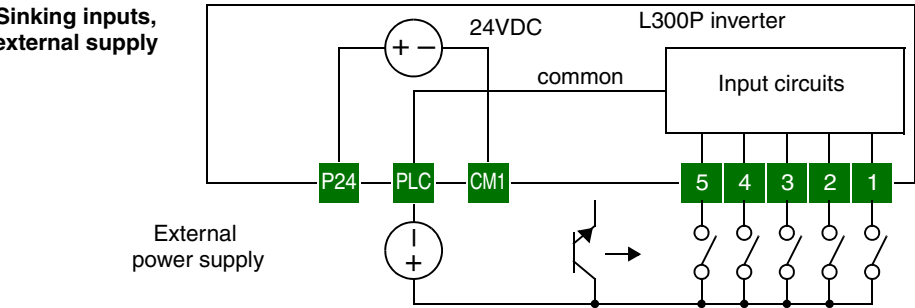 Sinking inputs,
external supply
24VDC
L300P inverter
+ –
common
Input circuits
P24 PLC CM1 5 4 3 2 1
External
power supply
–
+